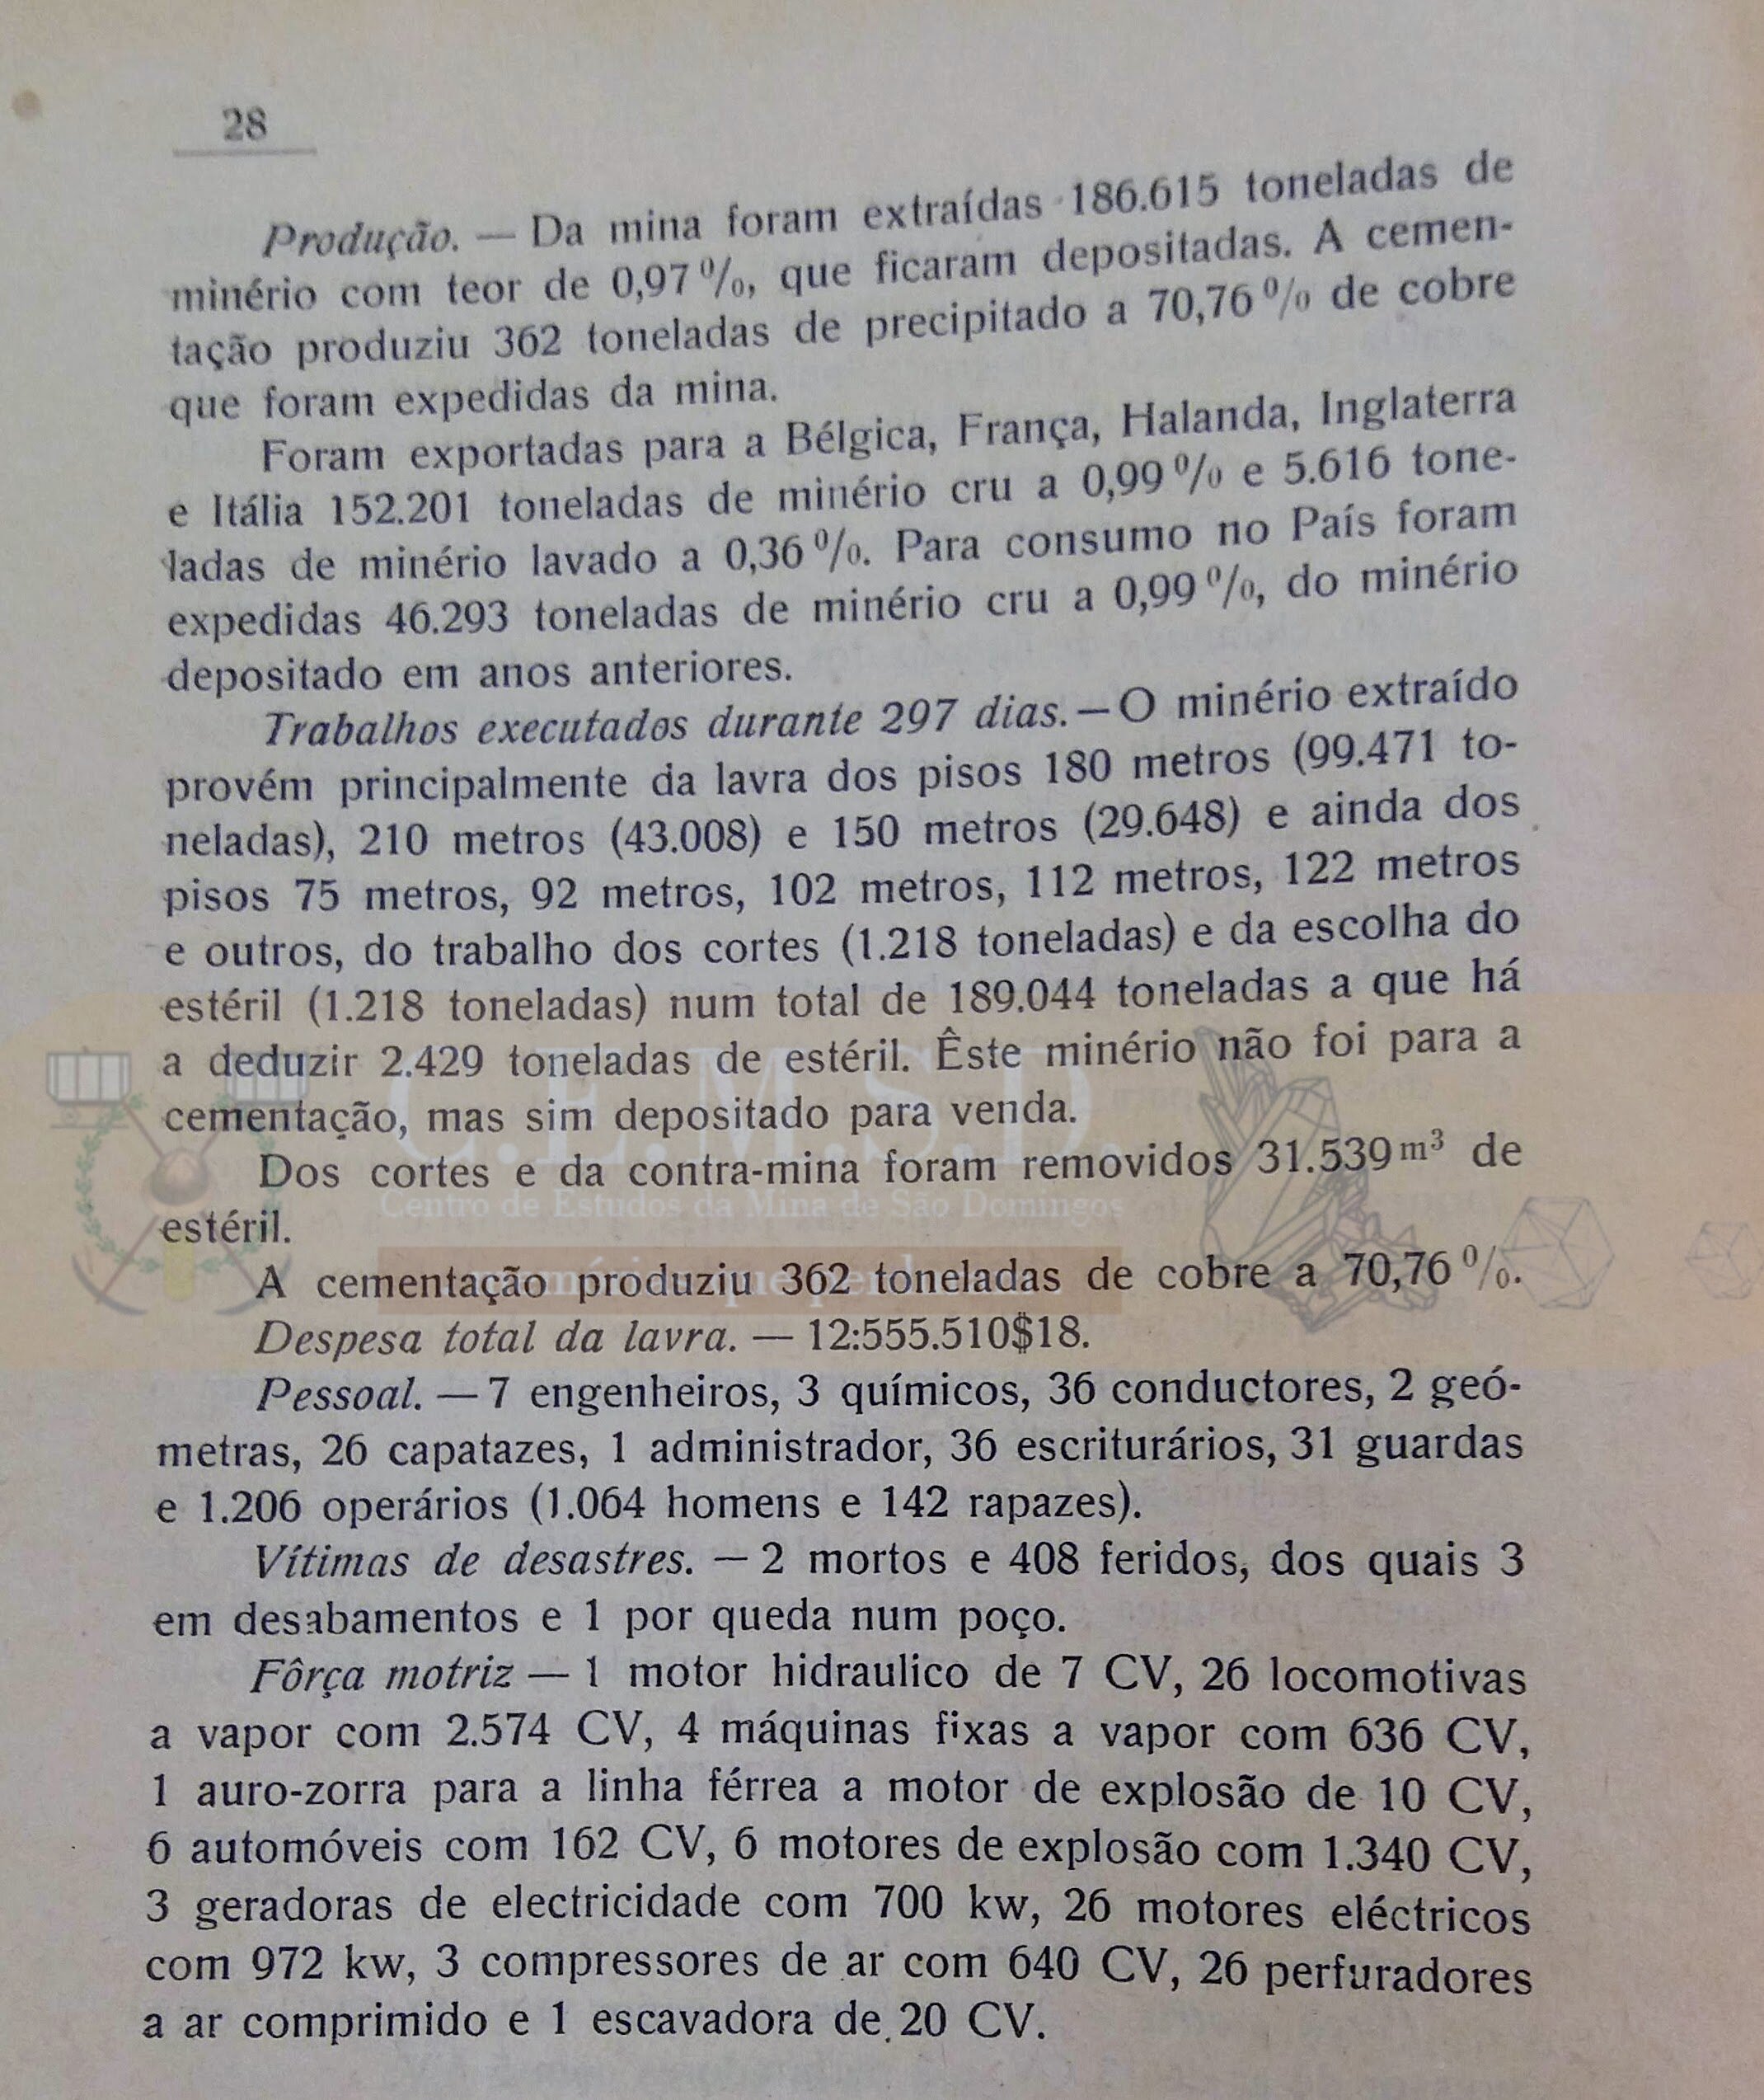 28
Produção. — Da mina foram extraídas 186.615 toneladas de
minério com teor de 0,97 %, que ficaram depositadas. A cemen-
tação produziu 362 toneladas de precipitado a 70,76 % de cobre
que foram expedidas da mina.
Foram exportadas para a Bélgica, França, Halanda, Inglaterra
e Itália 152.201 toneladas de minério cru a 0,99 % e 5.616 tone-
ladas de minério lavado a 0,36 %. Para consumo no País foram
expedidas 46.293 toneladas de minério cru a 0,99 %, do minério
depositado em anos anteriores.
Trabalhos executados durante 297 dias. — O minério extraído
provém principalmente da lavra dos pisos 180 metros (99.471 to-
neladas), 210 metros (43.008) e 150 metros (29.648) e ainda dos
pisos 75 metros, 92 metros, 102 metros, 112 metros, 122 metros
e outros, do trabalho dos cortes (1.218 toneladas) e da escolha do
estéril (1.218 toneladas) num total de 189.044 toneladas a que há
a deduzir 2.429 toneladas de estéril. Êste minério não foi para a
cementação, mas sim depositado para venda.
C.E.M.S.D.
Dos cortes e da contra-mina foram removidos 31.539 m³ de
Centro de Estudos da Mina de São Domingos
estéril.
A cementação produziu 362 toneladas de cobre a 70,76 %.
Despesa total da lavra. — 12:555.510$18.
Pessoal. — 7 engenheiros, 3 químicos, 36 conductores, 2 geó-
metras, 26 capatazes, 1 administrador, 36 escriturários, 31 guardas
e 1.206 operários (1.064 homens e 142 rapazes).
Vítimas de desastres. — 2 mortos e 408 feridos, dos quais 3
em desabamentos e 1 por queda num poço.
Fôrça motriz — 1 motor hidraulico de 7 CV, 26 locomotivas
a vapor com 2.574 CV, 4 máquinas fixas a vapor com 636 CV,
1 auro-zorra para a linha férrea a motor de explosão de 10 CV,
6 automóveis com 162 CV, 6 motores de explosão com 1.340 CV,
3 geradoras de electricidade com 700 kw, 26 motores eléctricos
com 972 kw, 3 compressores de ar com 640 CV, 26 perfuradores
a ar comprimido e 1 escavadora de 20 CV.